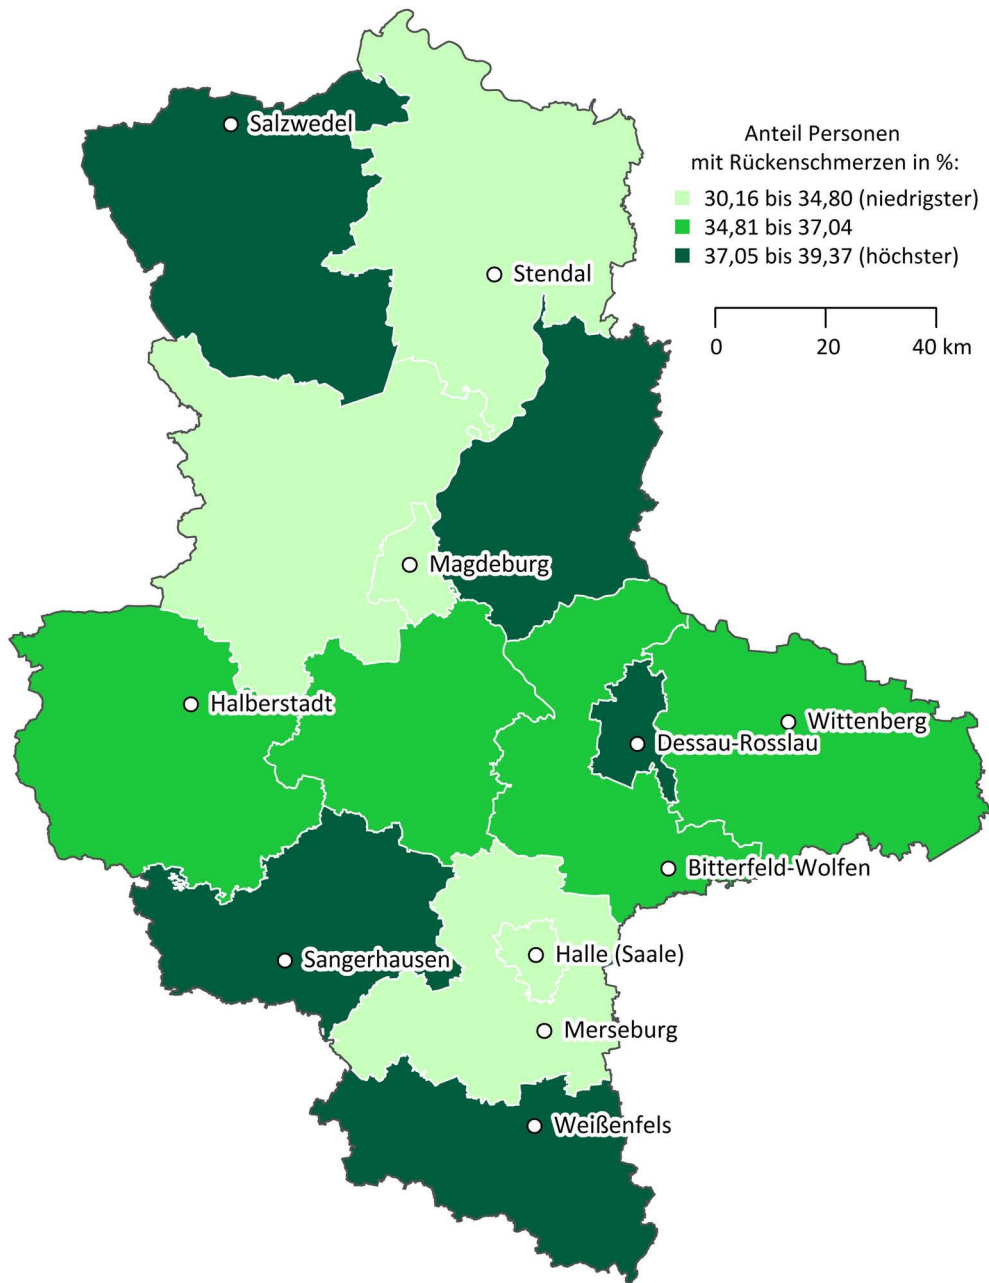 Salzwedel
Anteil Personen
mit Rückenschmerzen in %:
30,16 bis 34,80 (niedrigster)
34,81 bis 37,04
37,05 bis 39,37 (höchster)
Stendal
0 20 40 km
Magdeburg
Halberstadt
Wittenberg
Dessau-Rosslau
Bitterfeld-Wolfen
Halle (Saale)
Sangerhausen
Merseburg
Weißenfels